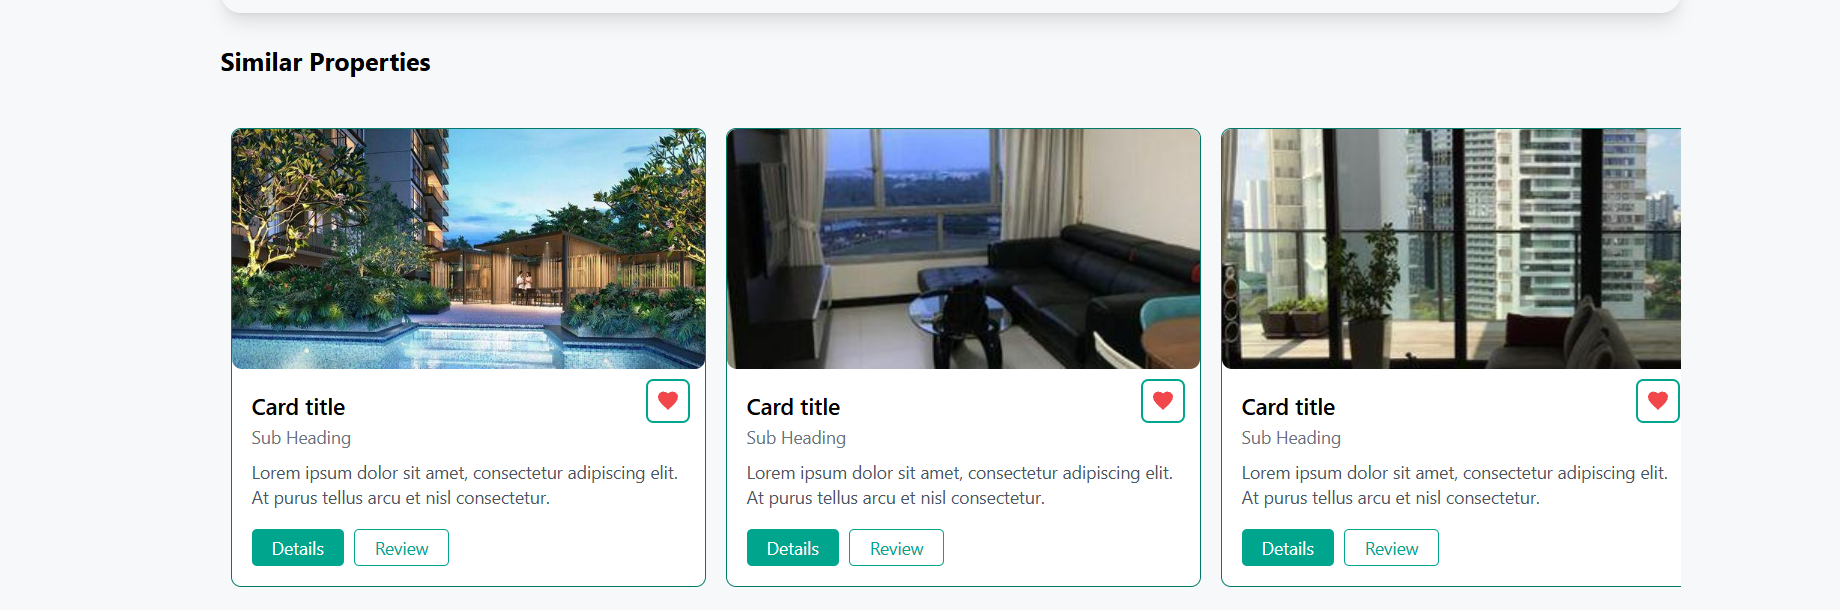 Similar Properties
Card title
Sub Heading
Lorem ipsum dolor sit amet, consectetur adipiscing elit.
At purus tellus arcu et nisl consectetur.
Details
Review
Card title
Sub Heading
Lorem ipsum dolor sit amet, consectetur adipiscing elit.
At purus tellus arcu et nisl consectetur.
Details
Review
Card title
Sub Heading
Lorem ipsum dolor sit amet, consectetur adipiscing elit.
At purus tellus arcu et nisl consectetur.
Details
Review